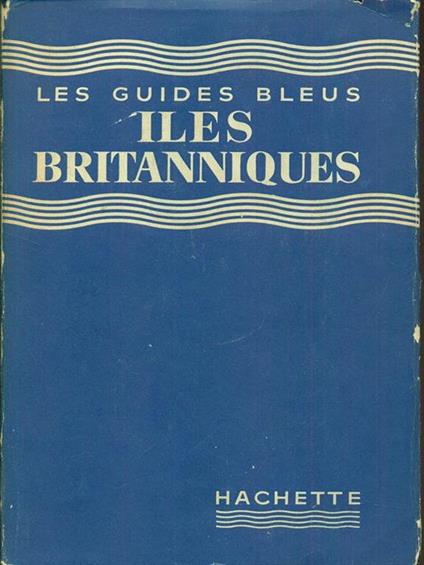 LES GUIDES BLEUS
ILES
BRITANNIQUES
HACHETTE